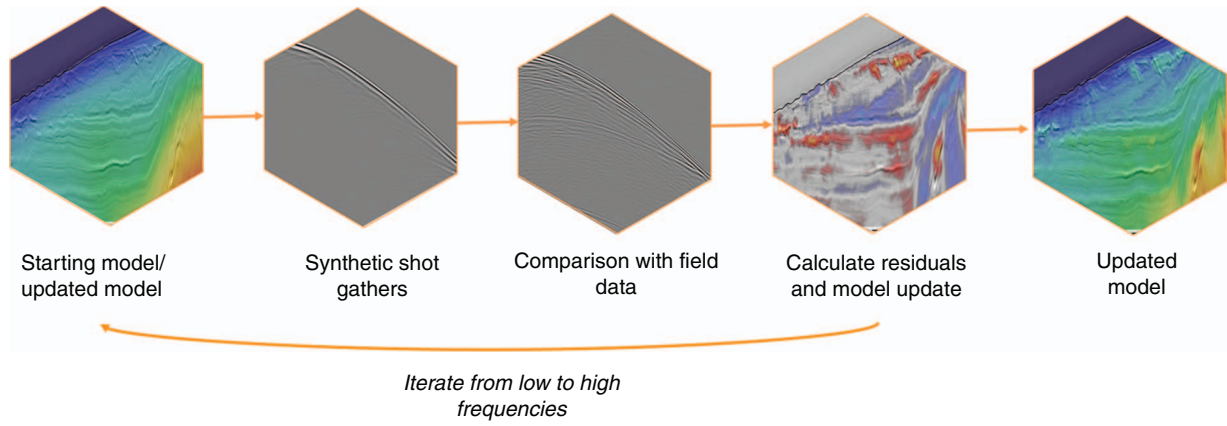 Starting model/
updated model
Synthetic shot
gathers
Comparison with field
data
Calculate residuals
and model update
Updated
model
Iterate from low to high
frequencies